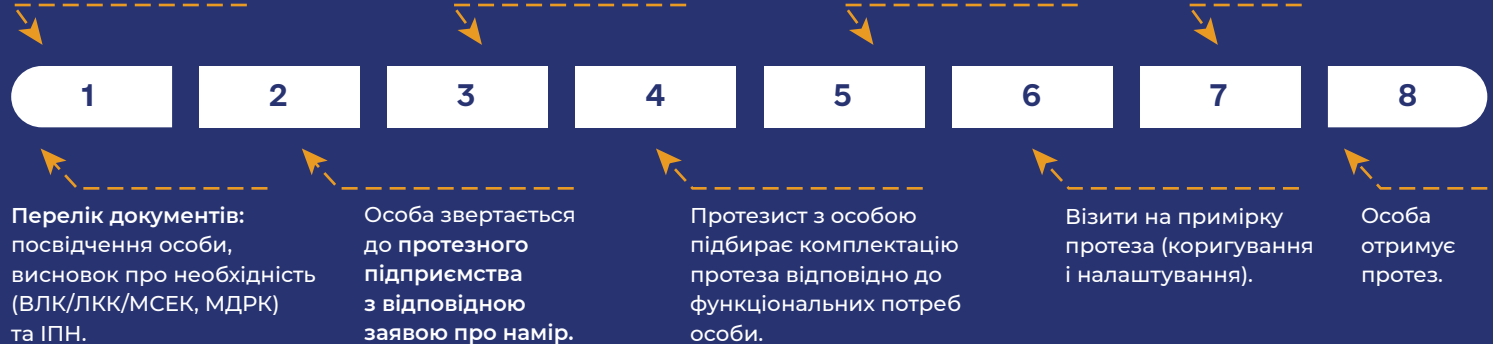 1 2 3 4 5 6 7 8
Перелік документів:
посвідчення особи,
висновок про необхідність
(ВЛК/ЛКК/МСЕК, МДРК)
та ІПН.
Особа звертається
до протезного
підприємства
з відповідною
заявою про намір.
Протезист з особою
підбирає комплектацію
протеза відповідно до
функціональних потреб
особи.
Візити на примірку
протеза (коригування
і налаштування).
Особа
отримує
протез.